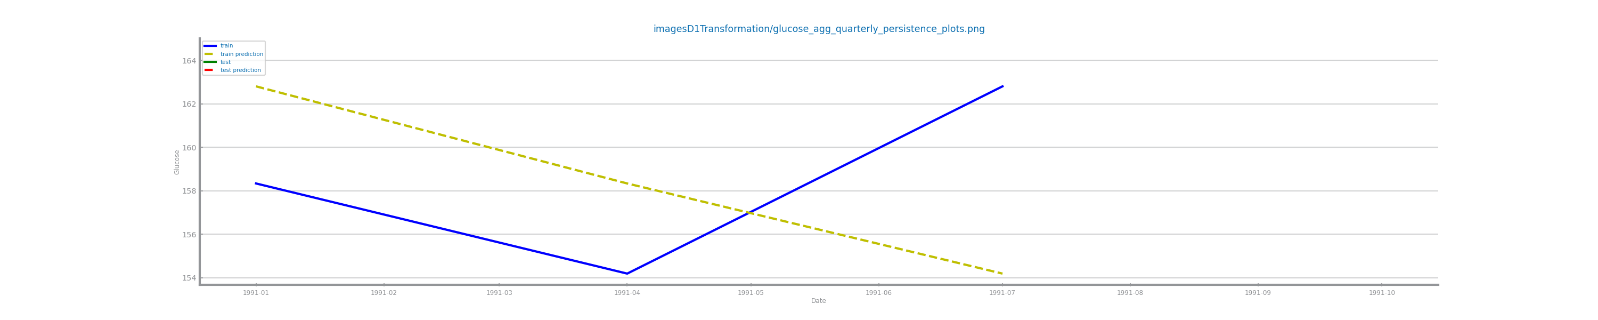 imagesD1Transformation/glucose_agg_quarterly_persistence_plots.png
train
train prediction
test
test prediction
164
162
160
158
156
154
Glucose
1991-01 1991-02 1991-03 1991-04 1991-05 1991-06 1991-07 1991-08 1991-09 1991-10
Date